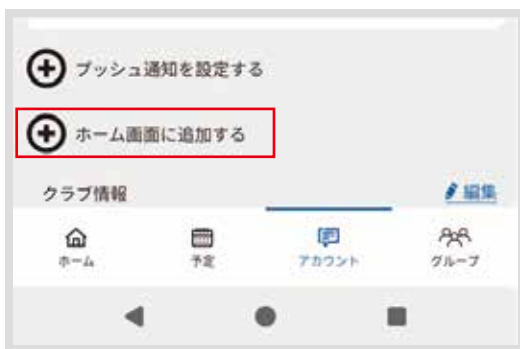 プッシュ通知を設定する
ホーム画面に追加する
クラブ情報 編集
ホーム 予定 アカウント グループ